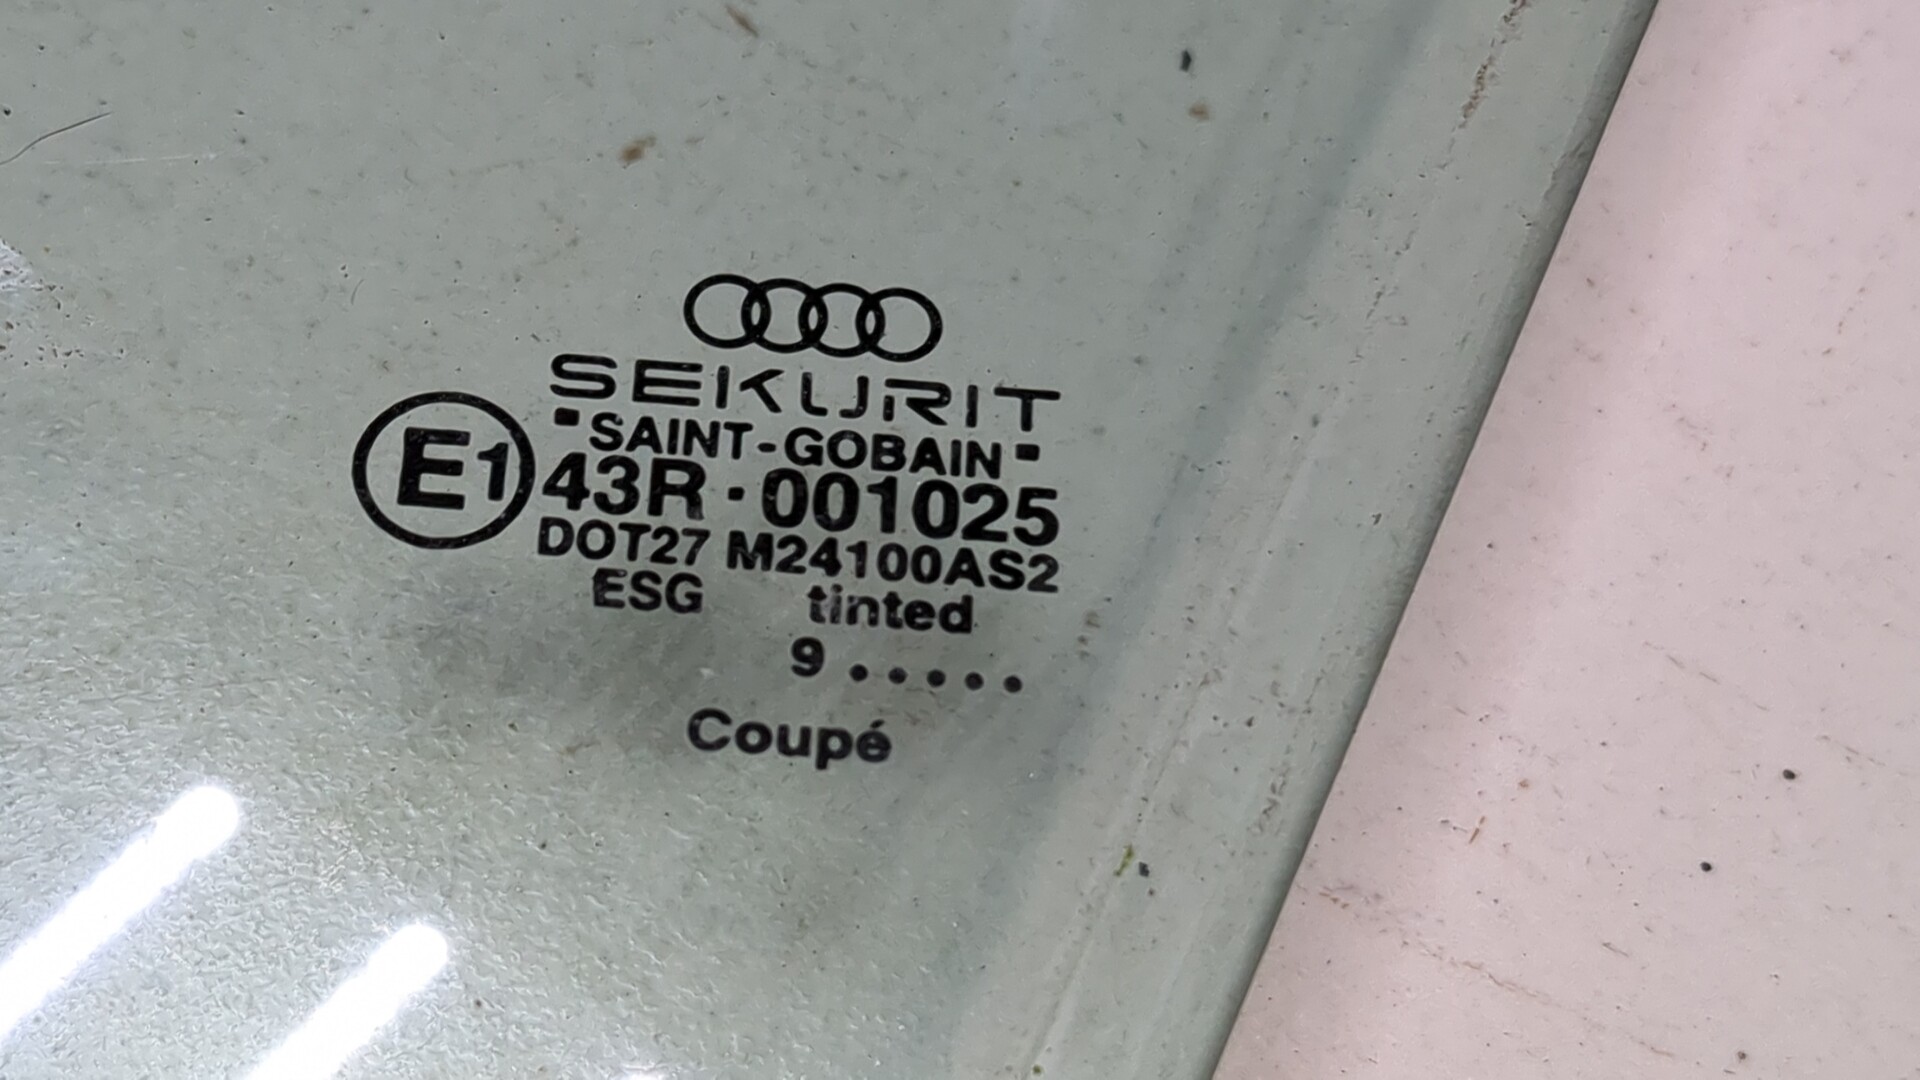 SEKURIT
"SAINT-GOBAIN"
E1 43R·001025
DOT27 M24100AS2
ESG tinted
9 .....
Coupé